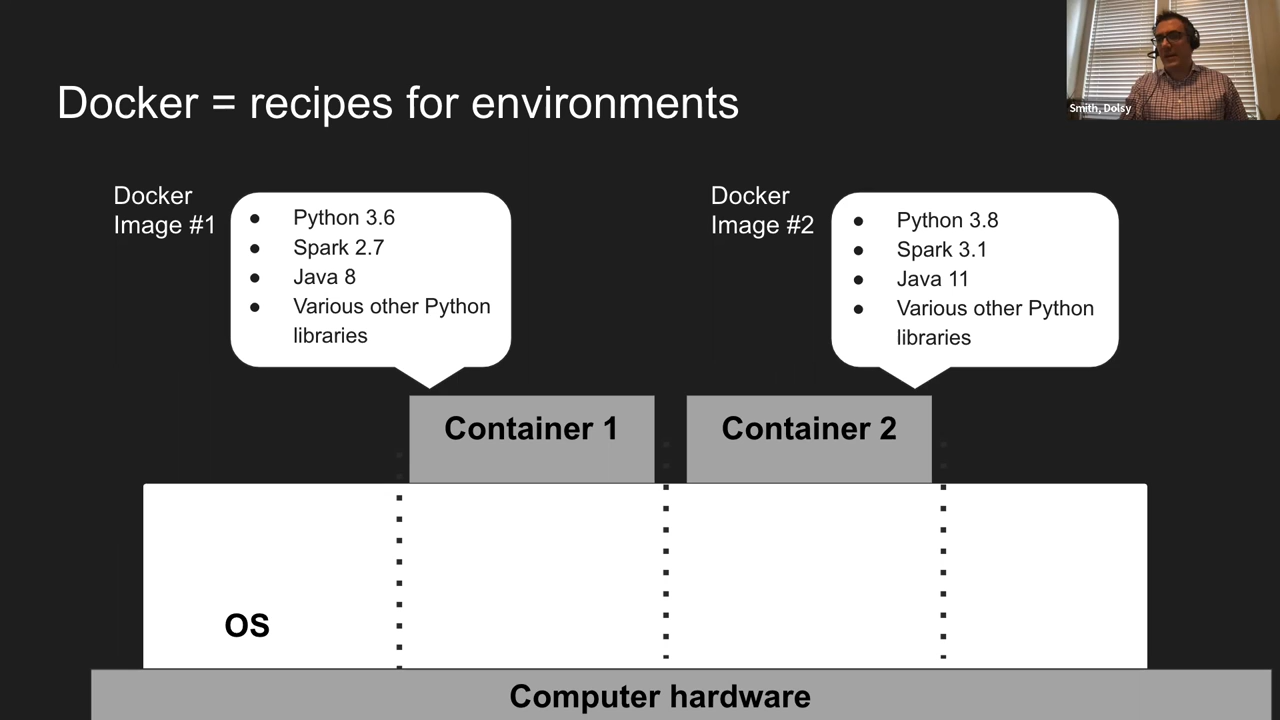 Docker = recipes for environments
Smith, Dolsy
Docker
Image #1
● Python 3.6
● Spark 2.7
● Java 8
● Various other Python
libraries
Docker
Image #2
● Python 3.8
● Spark 3.1
● Java 11
● Various other Python
libraries
Container 1
Container 2
OS
Computer hardware